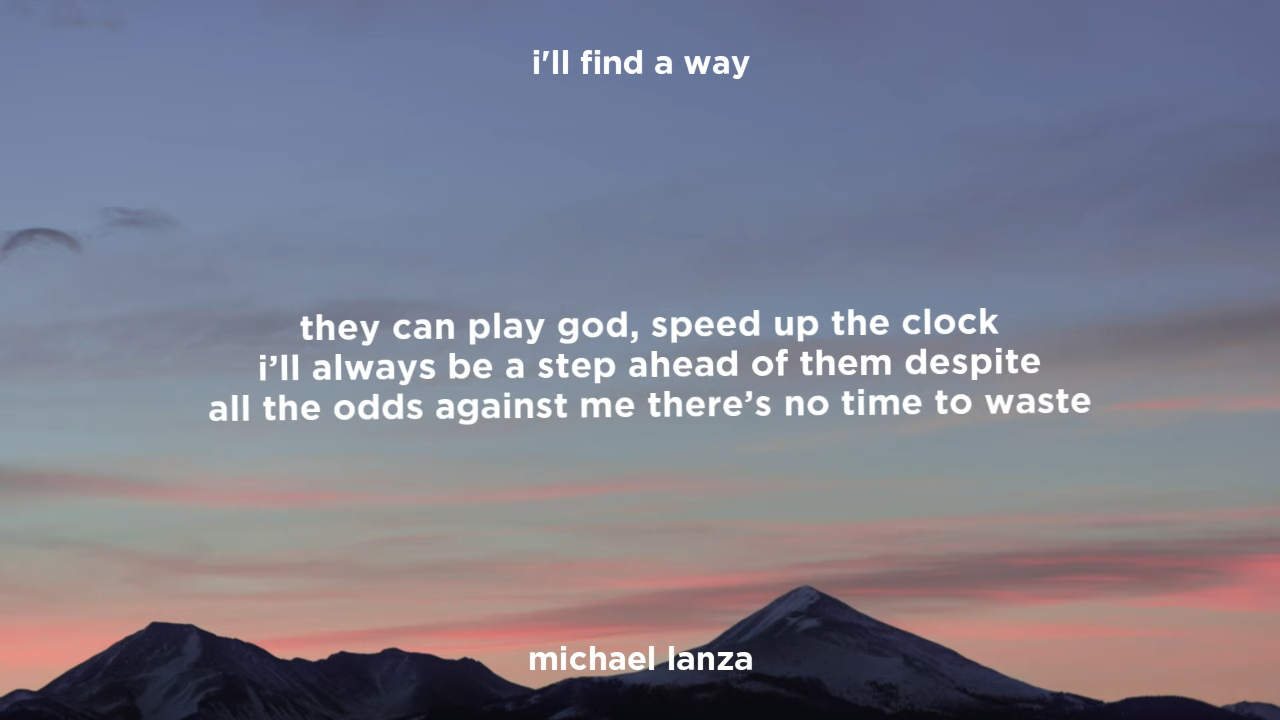 i'll find a way
they can play god, speed up the clock
i’ll always be a step ahead of them despite
all the odds against me there’s no time to waste
michael lanza